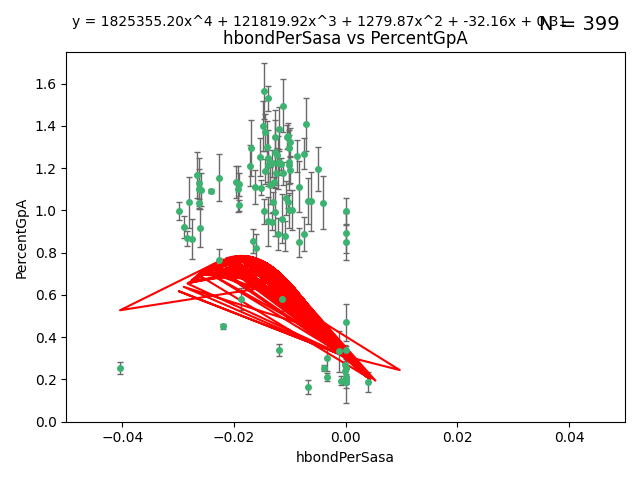 y = 1825355.20x^4 + 121819.92x^3 + 1279.87x^2 + -32.16x + 0.31
N = 399
hbondPerSasa vs PercentGpA
PercentGpA
1.6
1.4
1.2
1.0
0.8
0.6
0.4
0.2
0.0
−0.04 −0.02 0.00 0.02 0.04
hbondPerSasa